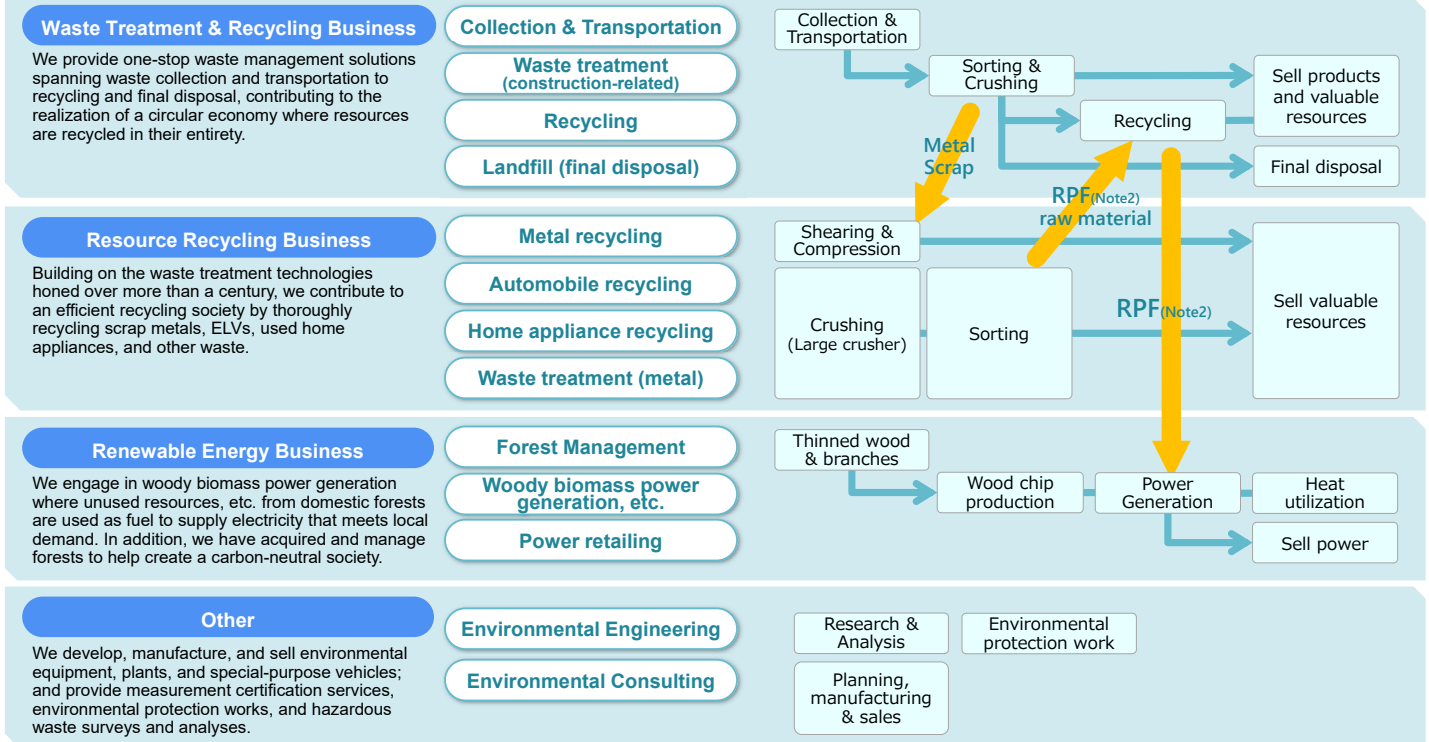 Waste Treatment & Recycling Business
We provide one-stop waste management solutions
spanning waste collection and transportation to
recycling and final disposal, contributing to the
realization of a circular economy where resources
are recycled in their entirety.
Collection & Transportation
Waste treatment
(construction-related)
Recycling
Landfill (final disposal)
Collection &
Transportation
Sorting &
Crushing
Recycling
Sell products
and valuable
resources
Final disposal
Metal
Scrap
RPF(Note2)
raw material
Resource Recycling Business
Building on the waste treatment technologies
honed over more than a century, we contribute to
an efficient recycling society by thoroughly
recycling scrap metals, ELVs, used home
appliances, and other waste.
Metal recycling
Automobile recycling
Home appliance recycling
Waste treatment (metal)
Shearing &
Compression
Crushing
(Large crusher)
Sorting
RPF(Note2)
Sell valuable
resources
Renewable Energy Business
We engage in woody biomass power generation
where unused resources, etc. from domestic forests
are used as fuel to supply electricity that meets local
demand. In addition, we have acquired and manage
forests to help create a carbon-neutral society.
Forest Management
Woody biomass power
generation, etc.
Power retailing
Thinned wood
& branches
Wood chip
production
Power
Generation
Heat
utilization
Sell power
Other
We develop, manufacture, and sell environmental
equipment, plants, and special-purpose vehicles;
and provide measurement certification services,
environmental protection works, and hazardous
waste surveys and analyses.
Environmental Engineering
Environmental Consulting
Research &
Analysis
Environmental
protection work
Planning,
manufacturing
& sales